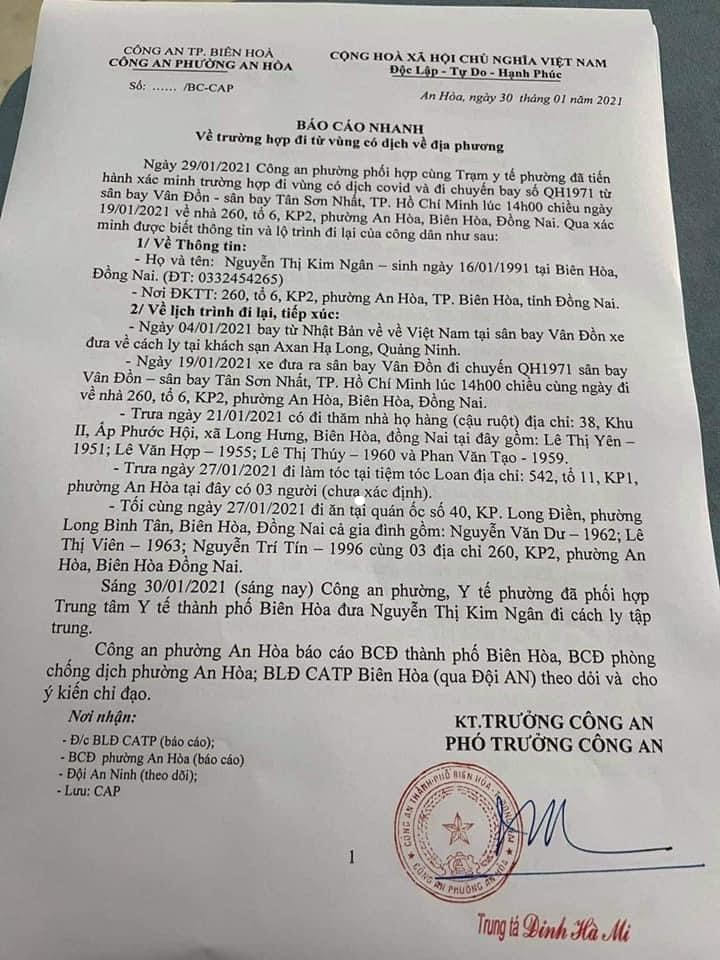 CÔNG AN TP. BIÊN HOÀ
CÔNG AN PHƯỜNG AN HÒA
Số: ...... /BC-CAP
CỘNG HOÀ XÃ HỘI CHỦ NGHĨA VIỆT NAM
Độc Lập - Tự Do - Hạnh Phúc
An Hòa, ngày 30 tháng 01 năm 2021
BÁO CÁO NHANH
Về trường hợp đi từ vùng có dịch về địa phương
Ngày 29/01/2021 Công an phường phối hợp cùng Trạm y tế phường đã tiến
hành xác minh trường hợp đi vùng có dịch covid và đi chuyến bay số QH1971 từ
sân bay Vân Đồn - sân bay Tân Sơn Nhất, TP. Hồ Chí Minh lúc 14h00 chiều ngày
19/01/2021 về nhà 260, tổ 6, KP2, phường An Hòa, Biên Hòa, Đồng Nai. Qua xác
minh được biết thông tin và lộ trình đi lại của công dân như sau:
1/ Về Thông tin:
- Họ và tên: Nguyễn Thị Kim Ngân – sinh ngày 16/01/1991 tại Biên Hòa,
Đồng Nai. (ĐT: 0332454265)
- Nơi ĐKTT: 260, tổ 6, KP2, phường An Hòa, TP. Biên Hòa, tỉnh Đồng Nai.
2/ Về lịch trình đi lại, tiếp xúc:
- Ngày 04/01/2021 bay từ Nhật Bản về về Việt Nam tại sân bay Vân Đồn xe
đưa về cách ly tại khách sạn Axan Hạ Long, Quảng Ninh.
- Ngày 19/01/2021 xe đưa ra sân bay Vân Đồn đi chuyến QH1971 sân bay
Vân Đồn – sân bay Tân Sơn Nhất, TP. Hồ Chí Minh lúc 14h00 chiều cùng ngày đi
về nhà 260, tổ 6, KP2, phường An Hòa, Biên Hòa, Đồng Nai.
- Trưa ngày 21/01/2021 có đi thăm nhà họ hàng (cậu ruột) địa chỉ: 38, Khu
II, Ấp Phước Hội, xã Long Hưng, Biên Hòa, đồng Nai tại đây gồm: Lê Thị Yên –
1951; Lê Văn Hợp – 1955; Lê Thị Thúy – 1960 và Phan Văn Tạo - 1959.
- Trưa ngày 27/01/2021 đi làm tóc tại tiệm tóc Loan địa chỉ: 542, tổ 11, KP1,
phường An Hòa tại đây có 03 người (chưa xác định).
- Tối cùng ngày 27/01/2021 đi ăn tại quán ốc số 40, KP. Long Điền, phường
Long Bình Tân, Biên Hòa, Đồng Nai cả gia đình gồm: Nguyễn Văn Dư – 1962; Lê
Thị Viên – 1963; Nguyễn Trí Tín – 1996 cùng 03 địa chỉ 260, KP2, phường An
Hòa, Biên Hòa Đồng Nai.
Sáng 30/01/2021 (sáng nay) Công an phường, Y tế phường đã phối hợp
Trung tâm Y tế thành phố Biên Hòa đưa Nguyễn Thị Kim Ngân đi cách ly tập
trung.
Công an phường An Hòa báo cáo BCĐ thành phố Biên Hòa, BCĐ phòng
chống dịch phường An Hòa; BLĐ CATP Biên Hòa (qua Đội AN) theo dõi và cho
ý kiến chỉ đạo.
Nơi nhận:
- Đ/c BLĐ CATP (báo cáo);
- BCĐ phường An Hòa (báo cáo)
- Đội An Ninh (theo dõi);
- Lưu: CAP
KT.TRƯỞNG CÔNG AN
PHÓ TRƯỞNG CÔNG AN
CÔNG AN THÀNH PHỐ BIÊN HÒA
CÔNG AN PHƯỜNG AN HÒA
1
Trung tá Đinh Hà Mi